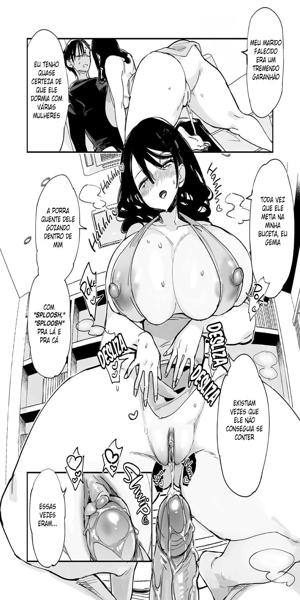 MEU MARIDO
FALECIDO
ERA UM
TREMENDO
GARANHÃO
EU TENHO
QUASE
CERTEZA DE
QUE ELE
DORMIA COM
VÁRIAS
MULHERES
TODA VEZ
QUE ELE
METIA NA
MINHA
BUCETA, EU
GEMIA
A PORRA
QUENTE DELE
GOZANDO
DENTRO DE
MIM
COM
"SPLOOSH,"
"SPLOOSH"
PRA LÁ E
PRA CÁ
DESLIZA
DESLIZA
DESLIZA
DESLIZA
EXISTIAM
VEZES QUE
ELE NÃO
CONSEGUIA SE
CONTER
ESSAS
VEZES
ERAM...